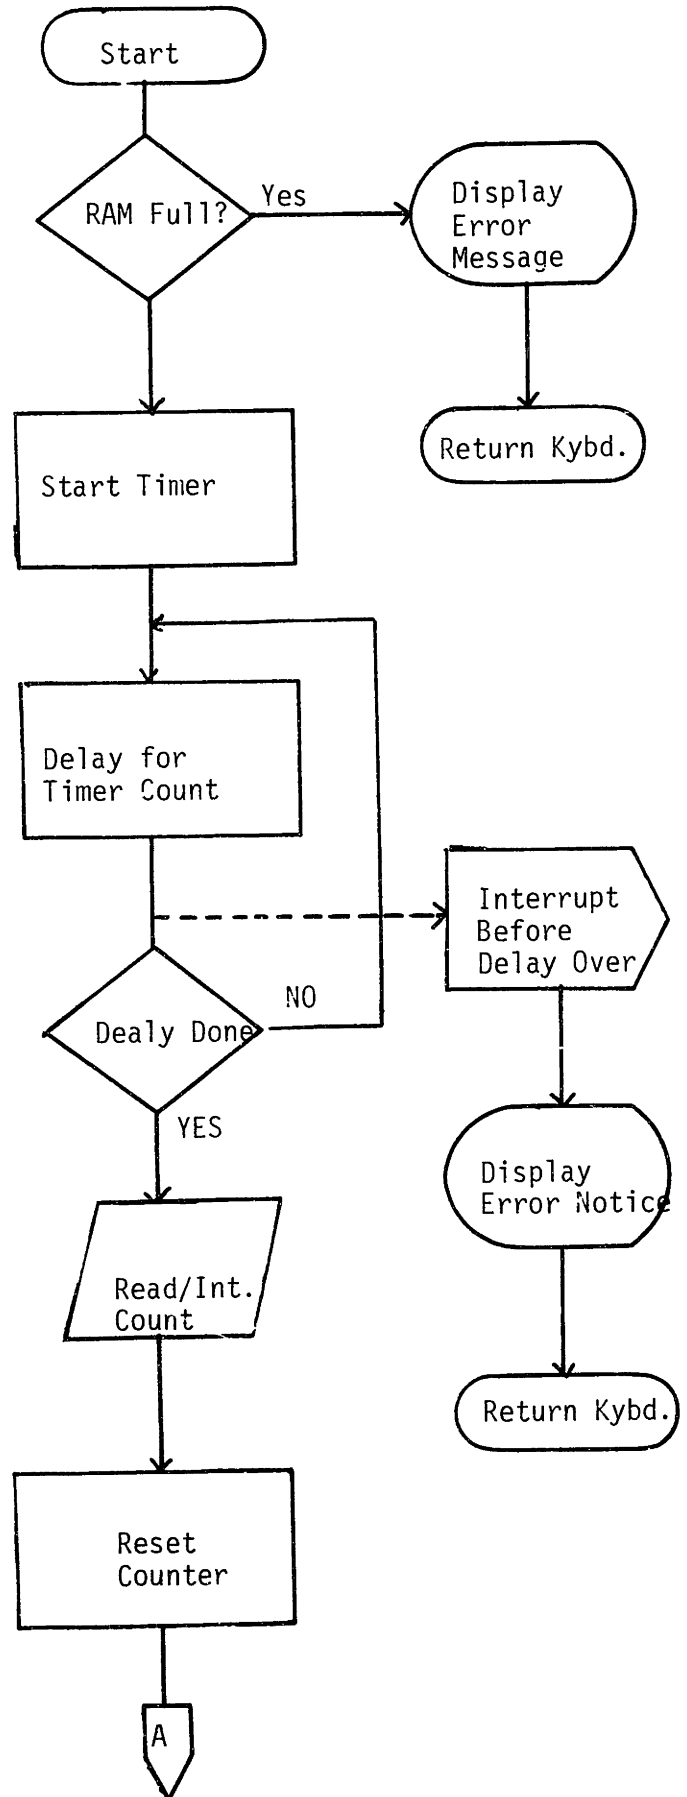 Start
RAM Full?
Yes
Display
Error
Message
Return Kybd.
Start Timer
Delay for
Timer Count
Interrupt
Before
Delay Over
NO
Dealy Done
YES
Display
Error Notice
Read/Int.
Count
Return Kybd.
Reset
Counter
A